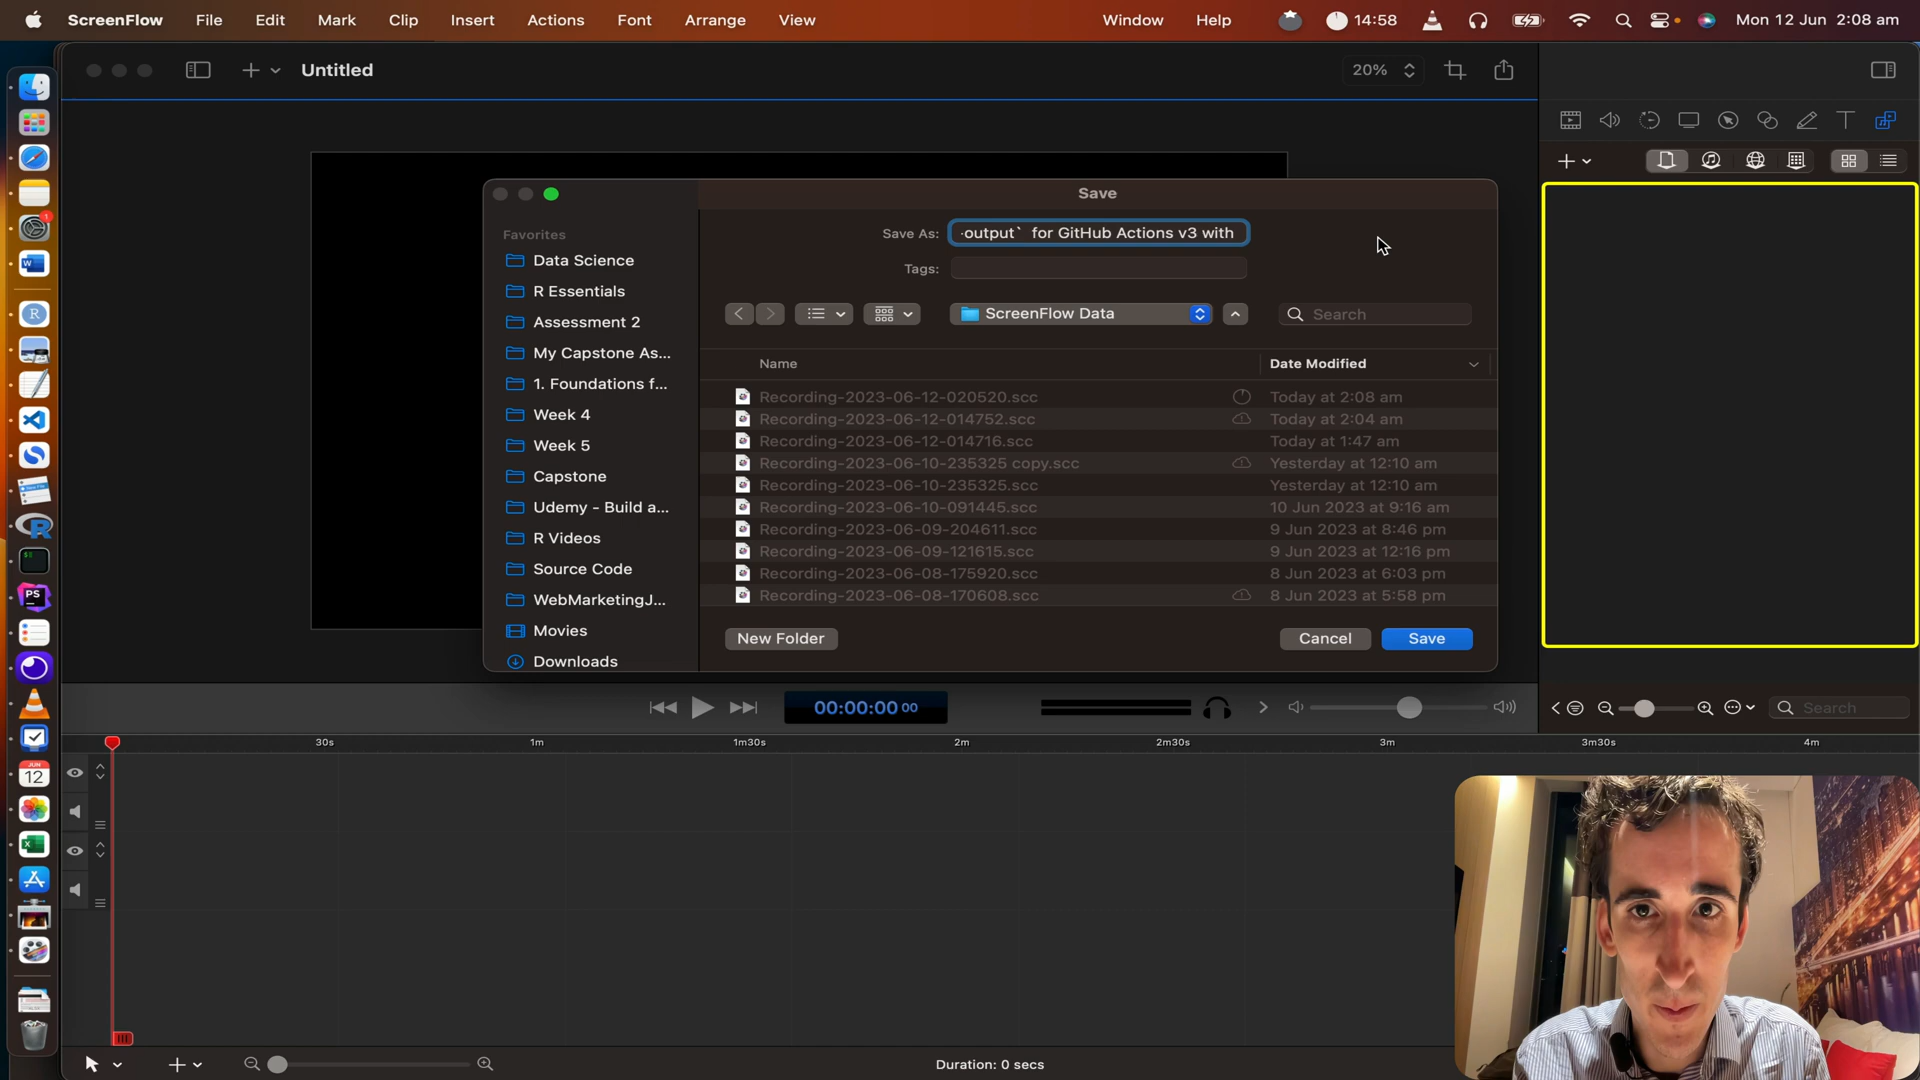 ScreenFlow File Edit Mark Clip Insert Actions Font Arrange View Window Help 14:58 Mon 12 Jun 2:08 am
Untitled
20%
Save
Save As: -output` for GitHub Actions v3 with
Tags:
ScreenFlow Data
Search
Favorites
Data Science
R Essentials
Assessment 2
My Capstone As...
1. Foundations f...
Week 4
Week 5
Capstone
Udemy - Build a...
R Videos
Source Code
WebMarketingJ...
Movies
Downloads
Name Date Modified
Recording-2023-06-12-020520.scc Today at 2:08 am
Recording-2023-06-12-014752.scc Today at 2:04 am
Recording-2023-06-12-014716.scc Today at 1:47 am
Recording-2023-06-10-235325 copy.scc Yesterday at 12:10 am
Recording-2023-06-10-235325.scc Yesterday at 12:10 am
Recording-2023-06-10-091445.scc 10 Jun 2023 at 9:16 am
Recording-2023-06-09-204611.scc 9 Jun 2023 at 8:46 pm
Recording-2023-06-09-121615.scc 9 Jun 2023 at 12:16 pm
Recording-2023-06-08-175920.scc 8 Jun 2023 at 6:03 pm
Recording-2023-06-08-170608.scc 8 Jun 2023 at 5:58 pm
New Folder
Cancel
Save
00:00:00 00
Search
30s 1m 1m30s 2m 2m30s 3m 3m30s 4m
Duration: 0 secs
1
W
R
R
$$
PS
JUN
12
X